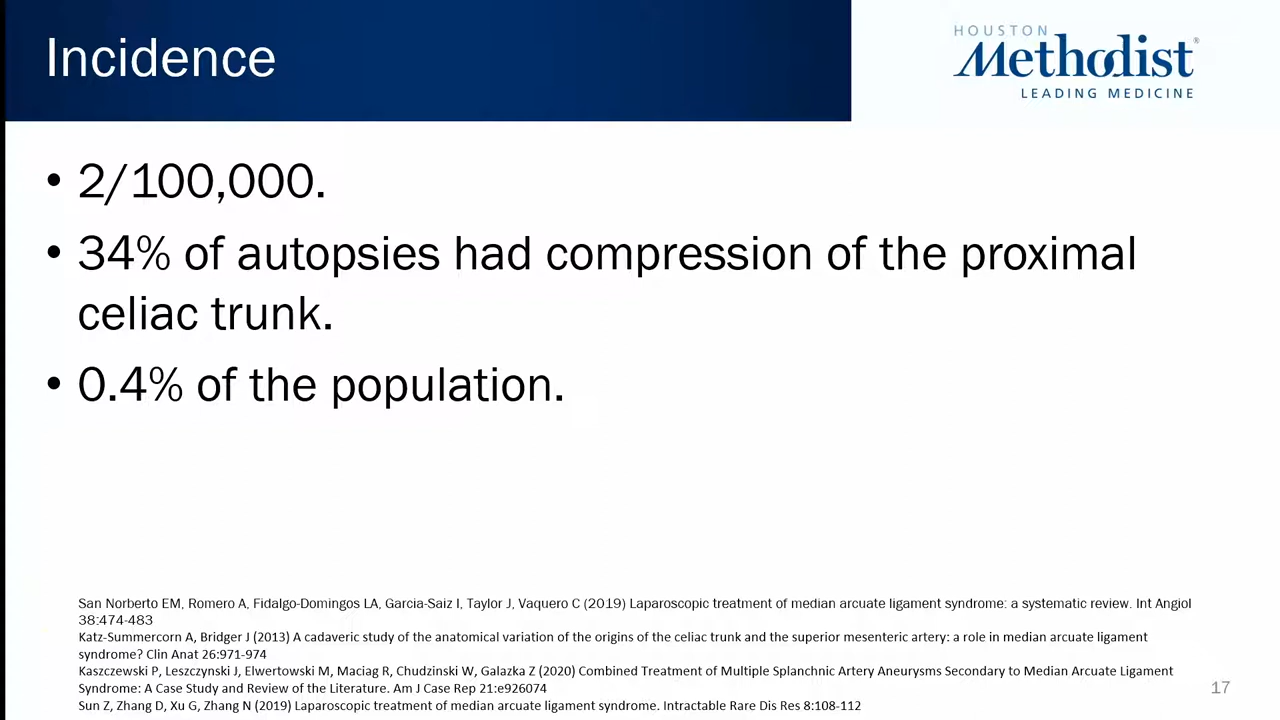 Incidence
HOUSTON
Methodist®
LEADING MEDICINE
• 2/100,000.
• 34% of autopsies had compression of the proximal
celiac trunk.
• 0.4% of the population.
San Norberto EM, Romero A, Fidalgo-Domingos LA, Garcia-Saiz I, Taylor J, Vaquero C (2019) Laparoscopic treatment of median arcuate ligament syndrome: a systematic review. Int Angiol
38:474-483
Katz-Summercorn A, Bridger J (2013) A cadaveric study of the anatomical variation of the origins of the celiac trunk and the superior mesenteric artery: a role in median arcuate ligament
syndrome? Clin Anat 26:971-974
Kaszczewski P, Leszczynski J, Elwertowski M, Maciag R, Chudzinski W, Galazka Z (2020) Combined Treatment of Multiple Splanchnic Artery Aneurysms Secondary to Median Arcuate Ligament
Syndrome: A Case Study and Review of the Literature. Am J Case Rep 21:e926074
Sun Z, Zhang D, Xu G, Zhang N (2019) Laparoscopic treatment of median arcuate ligament syndrome. Intractable Rare Dis Res 8:108-112
17